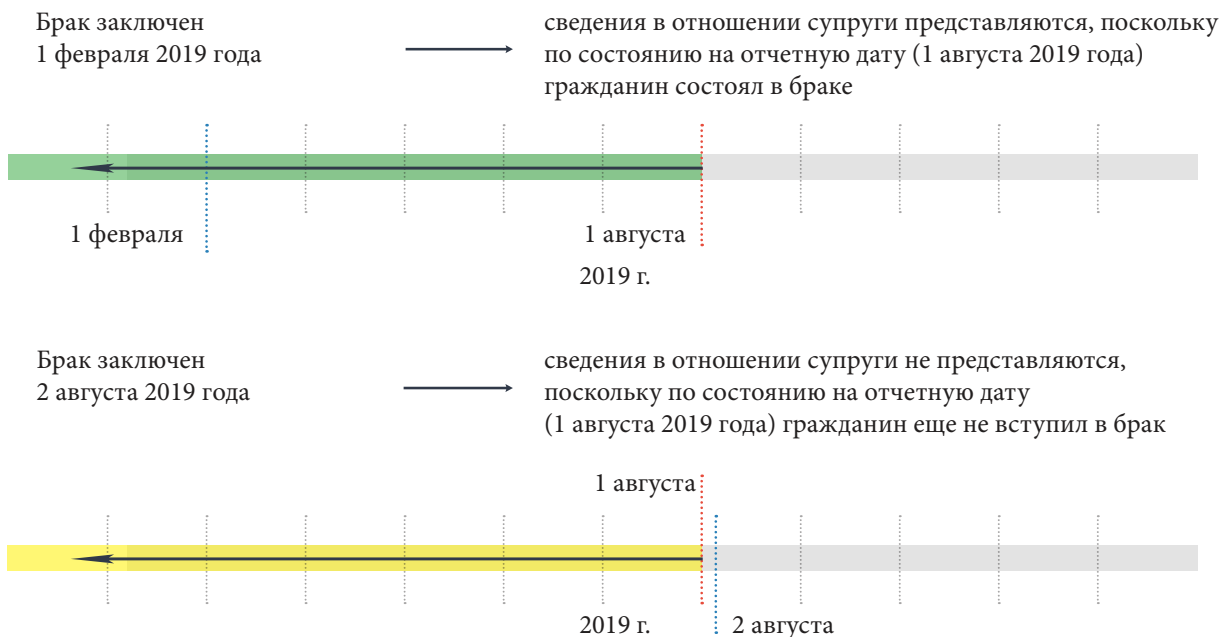 Брак заключен
1 февраля 2019 года
сведения в отношении супруги представляются, поскольку
по состоянию на отчетную дату (1 августа 2019 года)
гражданин состоял в браке
1 февраля
1 августа
2019 г.
Брак заключен
2 августа 2019 года
сведения в отношении супруги не представляются,
поскольку по состоянию на отчетную дату
(1 августа 2019 года) гражданин еще не вступил в брак
1 августа
2019 г.
2 августа